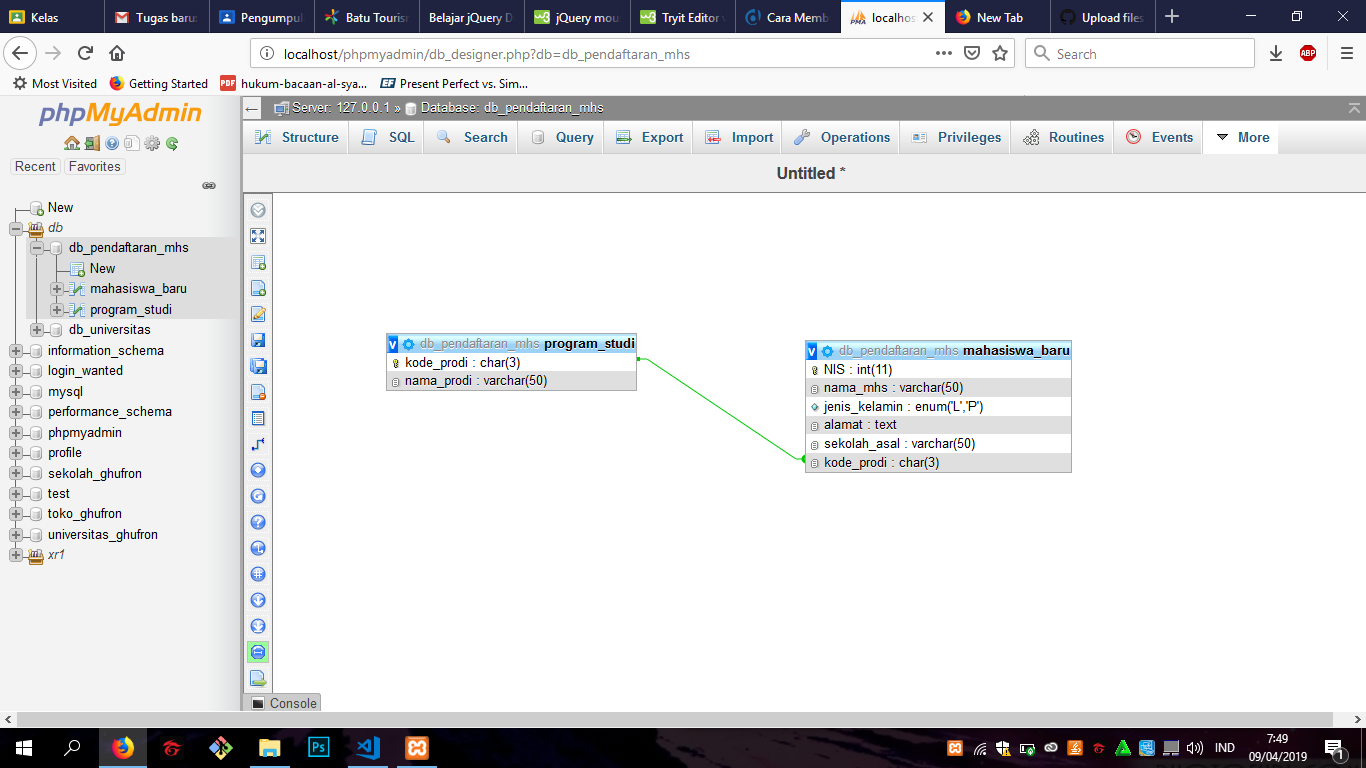 Kelas
Tugas baru:
Pengumpul
Batu Touris
Belajar jQuery D
jQuery mou
Tryit Editor
Cara Memb
localhos
New Tab
Upload files
localhost/phpmyadmin/db_designer.php?db=db_pendaftaran_mhs
Search
ABP
Most Visited
Getting Started
PDF hukum-bacaan-al-sya...
EF Present Perfect vs. Sim...
phpMyAdmin
Server: 127.0.0.1 » Database: db_pendaftaran_mhs
Structure
SQL
Search
Query
Export
Import
Operations
Privileges
Routines
Events
More
Recent
Favorites
Untitled *
New
db
db_pendaftaran_mhs
New
mahasiswa_baru
program_studi
db_universitas
information_schema
login_wanted
mysql
performance_schema
phpmyadmin
profile
sekolah_ghufron
test
toko_ghufron
universitas_ghufron
xr1
v db_pendaftaran_mhs program_studi
kode_prodi : char(3)
nama_prodi : varchar(50)
v db_pendaftaran_mhs mahasiswa_baru
NIS : int(11)
nama_mhs : varchar(50)
jenis_kelamin : enum('L','P')
alamat : text
sekolah_asal : varchar(50)
kode_prodi : char(3)
Console
Ps
IND
7:49
09/04/2019
1